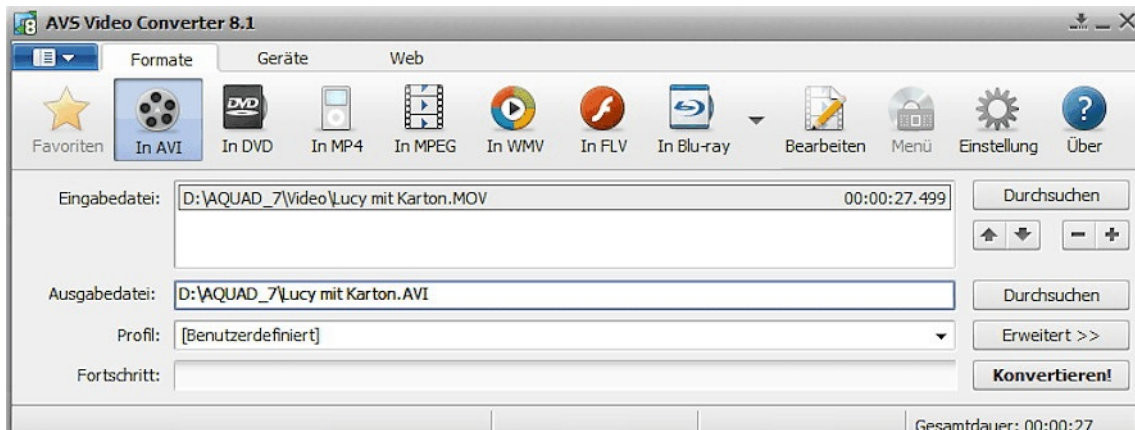 AVS Video Converter 8.1
Formate Geräte Web
DVD
Favoriten In AVI In DVD In MP4 In MPEG In WMV In FLV In Blu-ray Bearbeiten Menü Einstellung Über
Eingabedatei: D:\AQUAD_7\Video\Lucy mit Karton.MOV 00:00:27.499 Durchsuchen
Ausgabedatei: D:\AQUAD_7\Lucy mit Karton.AVI Durchsuchen
Profil: [Benutzerdefiniert] Erweitert >>
Fortschritt: Konvertieren!
Gesamtdauer: 00:00:27